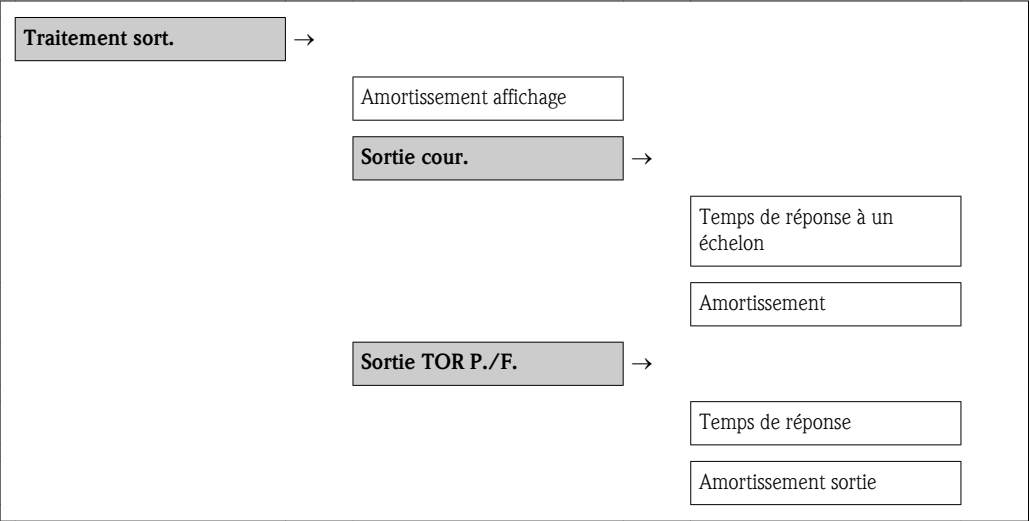 Traitement sort. →
Amortissement affichage
Sortie cour. →
Temps de réponse à un
échelon
Amortissement
Sortie TOR P./F. →
Temps de réponse
Amortissement sortie